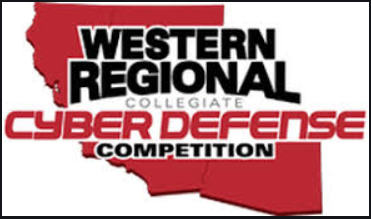 WESTERN
REGIONAL
COLLEGIATE
CYBER DEFENSE
COMPETITION